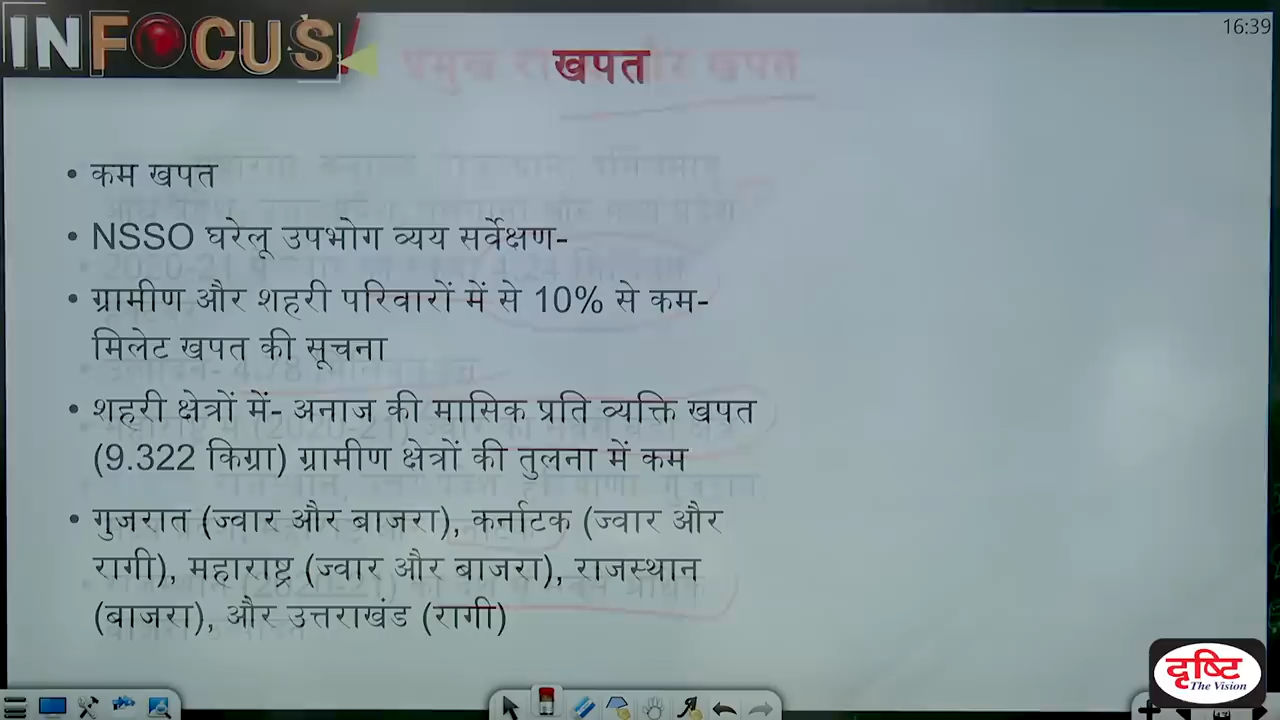 INFOCUS!
16:39
खपत
• कम खपत
• NSSO घरेलू उपभोग व्यय सर्वेक्षण-
• ग्रामीण और शहरी परिवारों में से 10% से कम-
मिलेट खपत की सूचना
• शहरी क्षेत्रों में- अनाज की मासिक प्रति व्यक्ति खपत
(9.322 किग्रा) ग्रामीण क्षेत्रों की तुलना में कम
• गुजरात (ज्वार और बाजरा), कर्नाटक (ज्वार और
रागी), महाराष्ट्र (ज्वार और बाजरा), राजस्थान
(बाजरा), और उत्तराखंड (रागी)
दृष्टि
The Vision